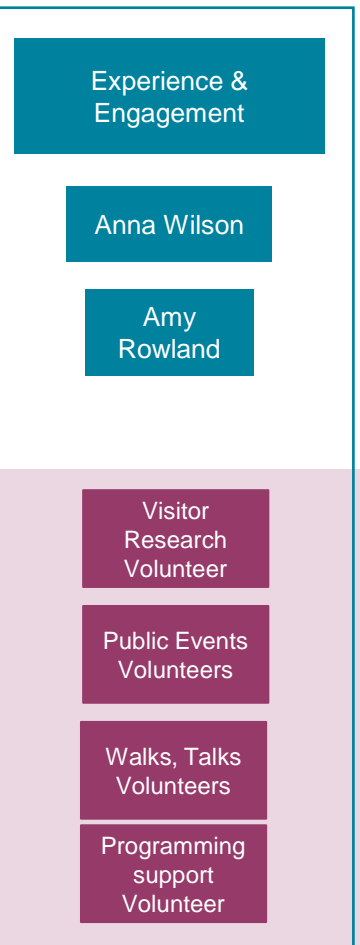 Experience &
Engagement
Anna Wilson
Amy
Rowland
Visitor
Research
Volunteer
Public Events
Volunteers
Walks, Talks
Volunteers
Programming
support
Volunteer